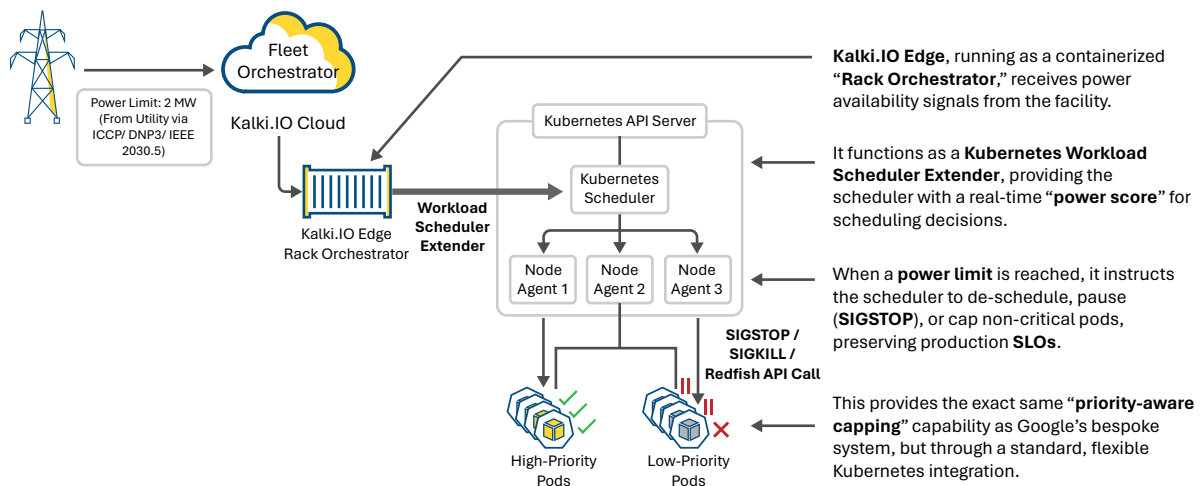 Fleet
Orchestrator
Power Limit: 2 MW
(From Utility via
ICCP/ DNP3/ IEEE
2030.5)
Kalki.IO Cloud
Kalki.IO Edge
Rack Orchestrator
Workload
Scheduler
Extender
Kubernetes API Server
Kubernetes
Scheduler
Node
Agent 1
Node
Agent 2
Node
Agent 3
SIGSTOP /
SIGKILL /
Redfish API Call
High-Priority
Pods
Low-Priority
Pods
Kalki.IO Edge, running as a containerized
“Rack Orchestrator,” receives power
availability signals from the facility.
It functions as a Kubernetes Workload
Scheduler Extender, providing the
scheduler with a real-time “power score” for
scheduling decisions.
When a power limit is reached, it instructs
the scheduler to de-schedule, pause
(SIGSTOP), or cap non-critical pods,
preserving production SLOs.
This provides the exact same “priority-aware
capping” capability as Google’s bespoke
system, but through a standard, flexible
Kubernetes integration.